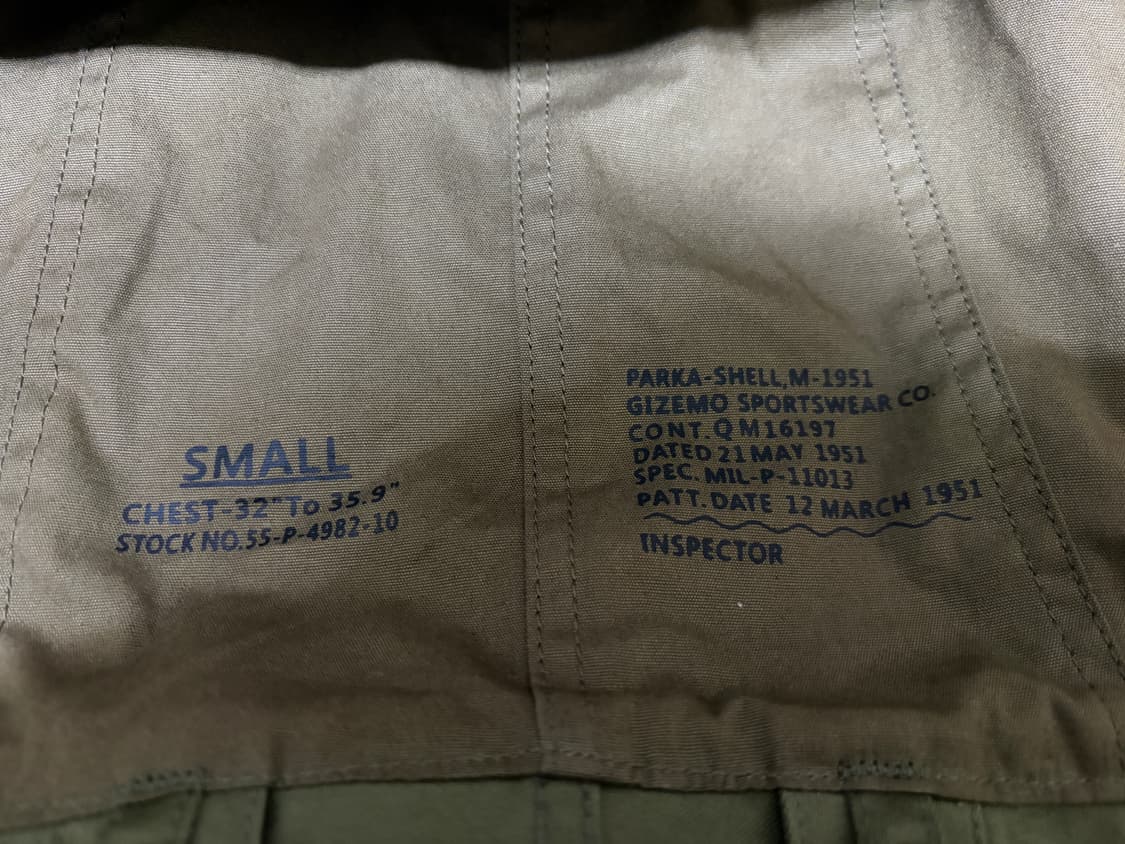 SMALL
CHEST-32"To 35.9"
STOCK NO.55-P-4982-10
PARKA-SHELL,M-1951
GIZEMO SPORTSWEAR CO.
CONT.QM16197
DATED 21 MAY 1951
SPEC. MIL-P-11013
PATT.DATE 12 MARCH 1951
INSPECTOR